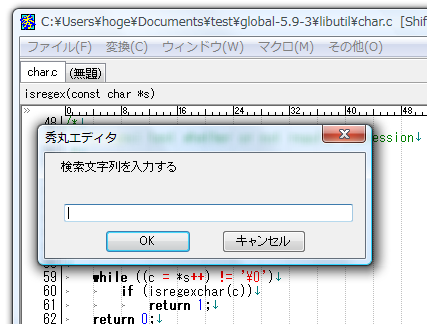 C:¥Users¥hoge¥Documents¥test¥global-5.9-3¥libutil¥char.c [Shif
ファイル(F) 変換(C) ウィンドウ(W) マクロ(M) その他(O)
char.c (無題)
isregex(const char *s)
0 8 16 24 32 40 48
48 /*↓
秀丸エディタ
ession↓
検索文字列を入力する
OK キャンセル
59 while ((c = *s++) != '¥0')↓
60 if (isregexchar(c))↓
61 return 1;↓
62 return 0;↓